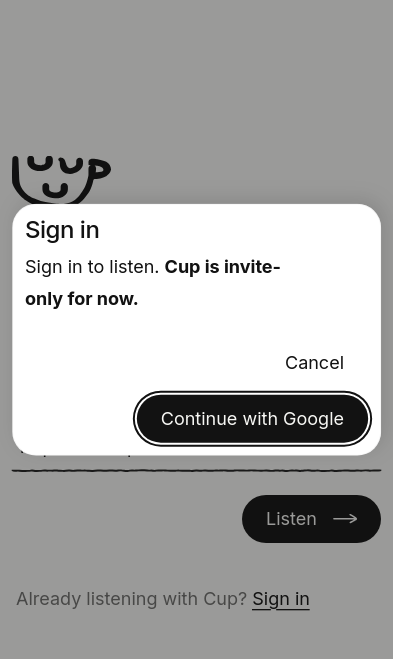 Sign in
Sign in to listen. Cup is invite-
only for now.
Cancel
Continue with Google
Listen
Already listening with Cup? Sign in